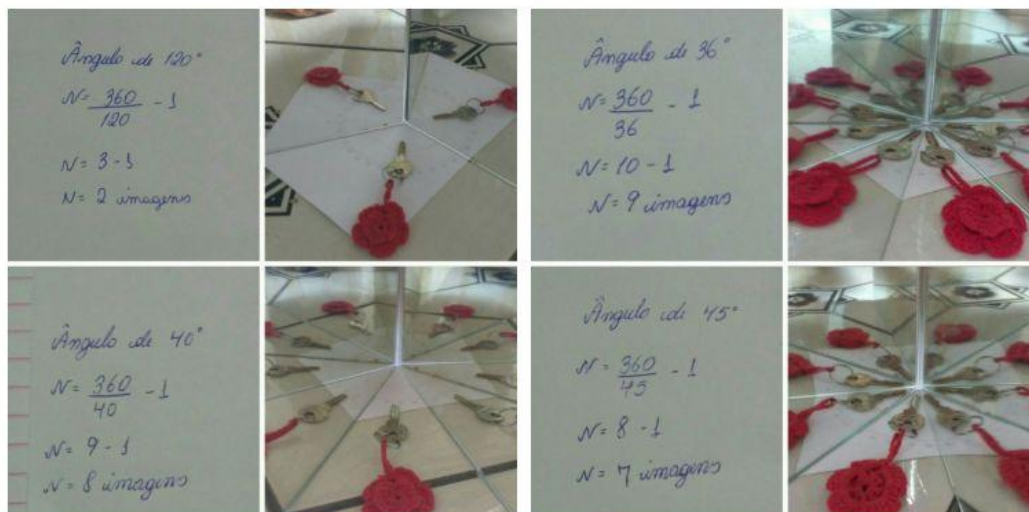 Ângulo de 120°
N = 360/120 - 1
N = 3 - 1
N = 2 imagens
Ângulo de 36°
N = 360/36 - 1
N = 10 - 1
N = 9 imagens
Ângulo de 40°
N = 360/40 - 1
N = 9 - 1
N = 8 imagens
Ângulo de 45°
N = 360/45 - 1
N = 8 - 1
N = 7 imagens